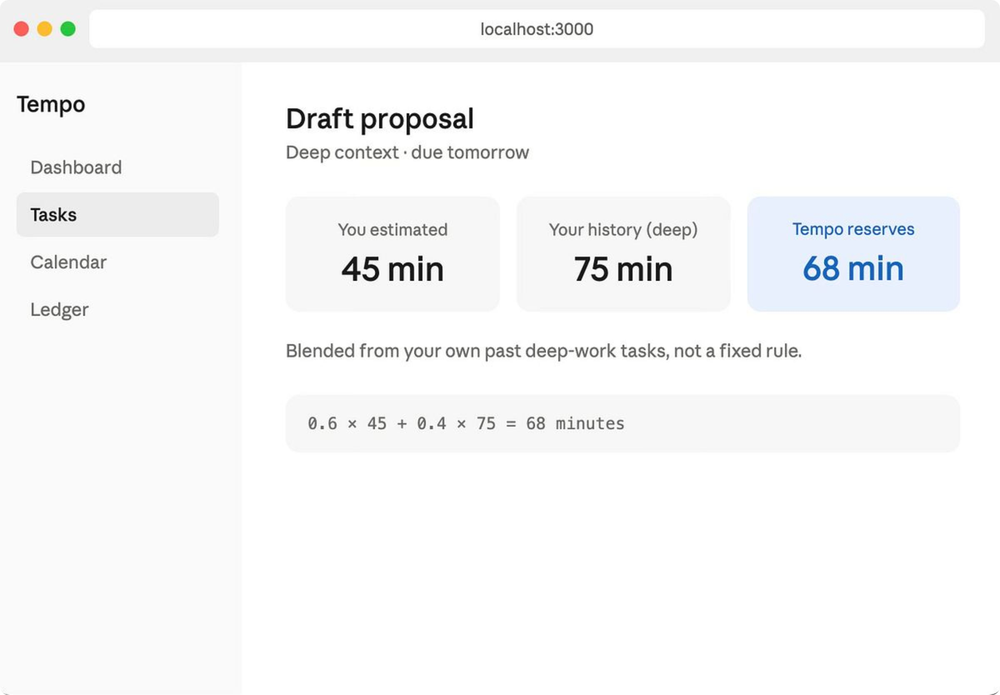 localhost:3000
Tempo
Dashboard
Tasks
Calendar
Ledger
Draft proposal
Deep context · due tomorrow
You estimated
45 min
Your history (deep)
75 min
Tempo reserves
68 min
Blended from your own past deep-work tasks, not a fixed rule.
0.6 × 45 + 0.4 × 75 = 68 minutes